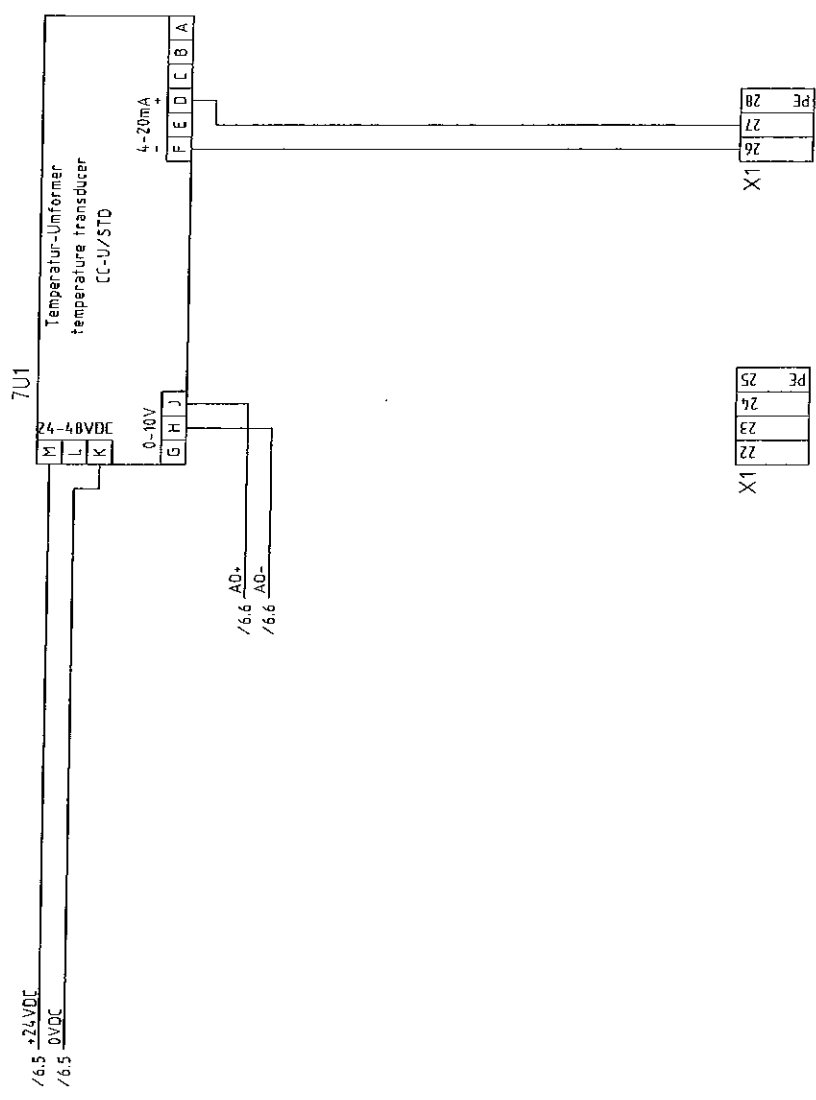 7U1
Temperatur-Umformer
temperature transducer
CC-U/STD
24-48VDC
M
L
K
0-10V
G H J
4-20mA
- +
F E D C B A
/6.5 +24VDC
/6.5 0VDC
/6.6 AO+
/6.6 AO-
X1
22
23
24
25 PE
X1
26
27
28 PE